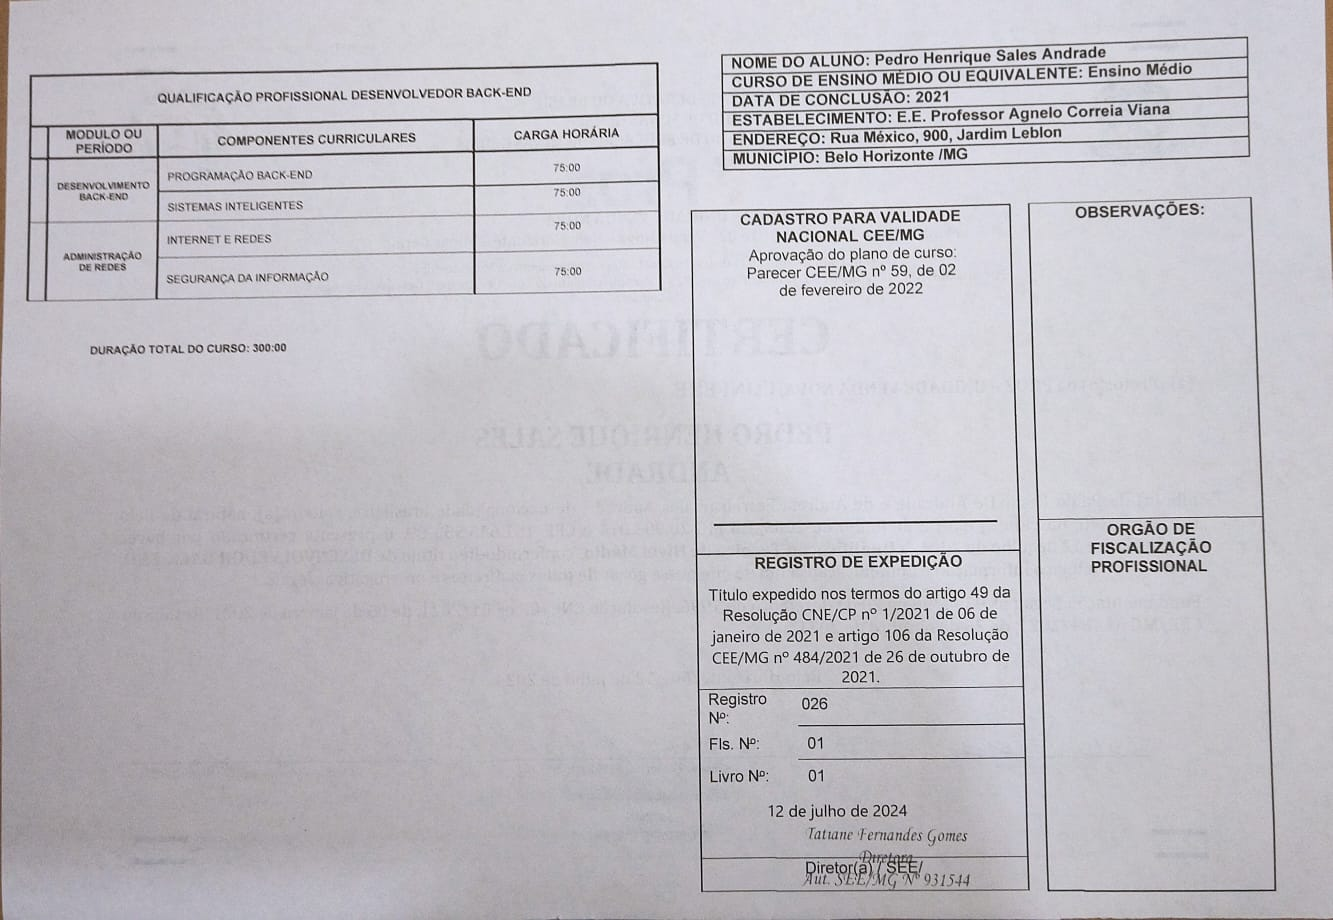 QUALIFICAÇÃO PROFISSIONAL DESENVOLVEDOR BACK-END
MODULO OU PERÍODO
COMPONENTES CURRICULARES
CARGA HORÁRIA
DESENVOLVIMENTO BACK-END
PROGRAMAÇÃO BACK-END
75:00
SISTEMAS INTELIGENTES
75:00
ADMINISTRAÇÃO DE REDES
INTERNET E REDES
75:00
SEGURANÇA DA INFORMAÇÃO
75:00
DURAÇÃO TOTAL DO CURSO: 300:00
NOME DO ALUNO: Pedro Henrique Sales Andrade
CURSO DE ENSINO MÉDIO OU EQUIVALENTE: Ensino Médio
DATA DE CONCLUSÃO: 2021
ESTABELECIMENTO: E.E. Professor Agnelo Correia Viana
ENDEREÇO: Rua México, 900, Jardim Leblon
MUNICÍPIO: Belo Horizonte /MG
CADASTRO PARA VALIDADE
NACIONAL CEE/MG
Aprovação do plano de curso:
Parecer CEE/MG nº 59, de 02
de fevereiro de 2022
REGISTRO DE EXPEDIÇÃO
Título expedido nos termos do artigo 49 da
Resolução CNE/CP nº 1/2021 de 06 de
janeiro de 2021 e artigo 106 da Resolução
CEE/MG nº 484/2021 de 26 de outubro de
2021.
Registro Nº: 026
Fls. Nº: 01
Livro Nº: 01
12 de julho de 2024
Tatiane Fernandes Gomes
Diretora
Diretor(a) / SEE/
Aut. SEE/MG Nº 931544
OBSERVAÇÕES:
ORGÃO DE
FISCALIZAÇÃO
PROFISSIONAL
CERTIFICADO
PEDRO HENRIQUE SALES
ANDRADE